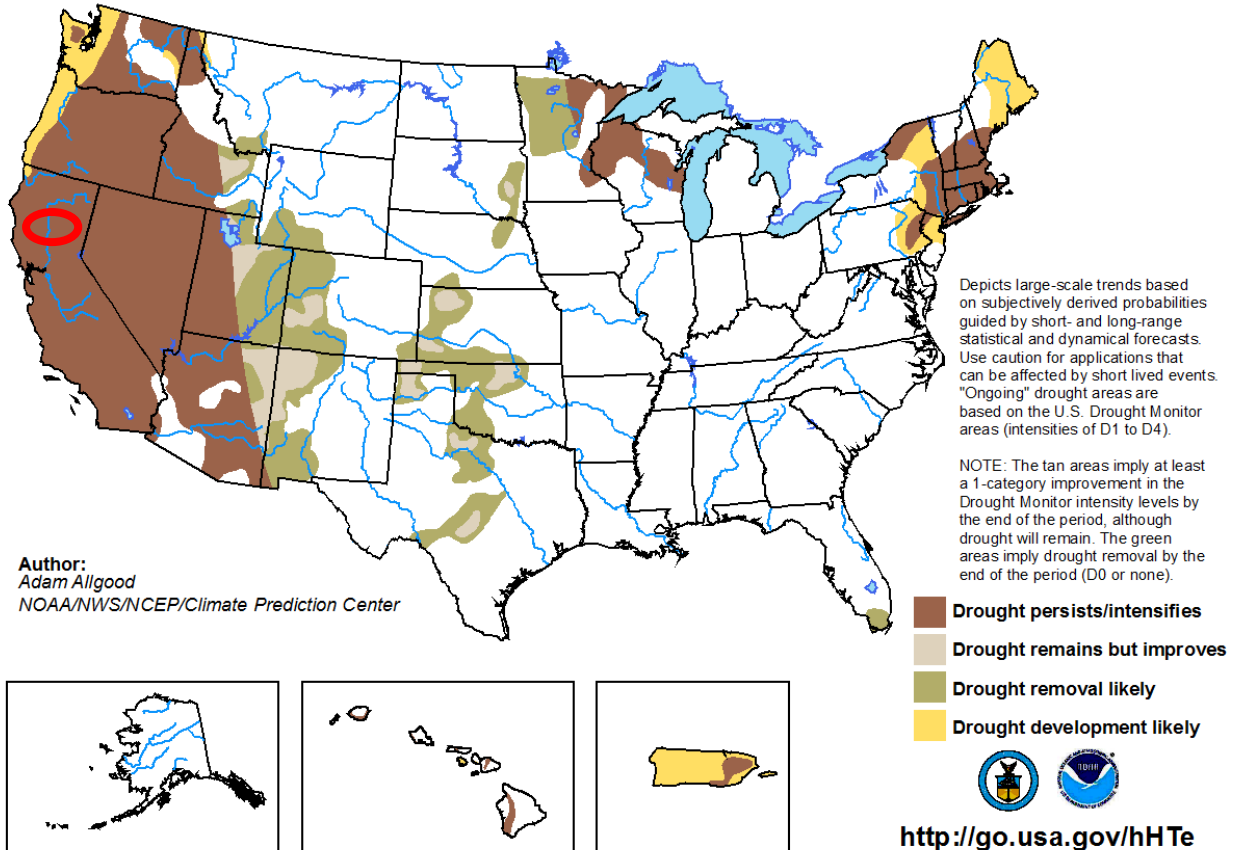 Depicts large-scale trends based
on subjectively derived probabilities
guided by short- and long-range
statistical and dynamical forecasts.
Use caution for applications that
can be affected by short lived events.
"Ongoing" drought areas are
based on the U.S. Drought Monitor
areas (intensities of D1 to D4).
NOTE: The tan areas imply at least
a 1-category improvement in the
Drought Monitor intensity levels by
the end of the period, although
drought will remain. The green
areas imply drought removal by the
end of the period (D0 or none).
Author:
Adam Allgood
NOAA/NWS/NCEP/Climate Prediction Center
Drought persists/intensifies
Drought remains but improves
Drought removal likely
Drought development likely
NOAA
http://go.usa.gov/hHTe